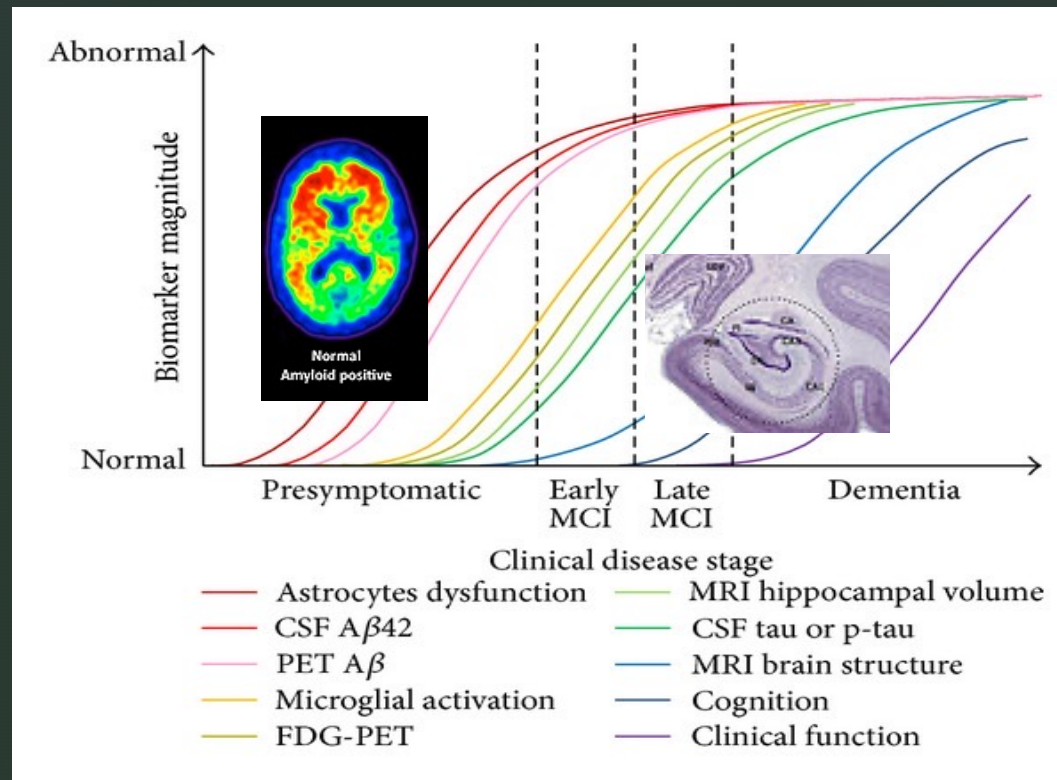 Abnormal
Biomarker magnitude
Normal
Normal
Amyloid positive
CA
Presymptomatic
Early
MCI
Late
MCI
Dementia
Clinical disease stage
Astrocytes dysfunction
CSF Aβ42
PET Aβ
Microglial activation
FDG-PET
MRI hippocampal volume
CSF tau or p-tau
MRI brain structure
Cognition
Clinical function